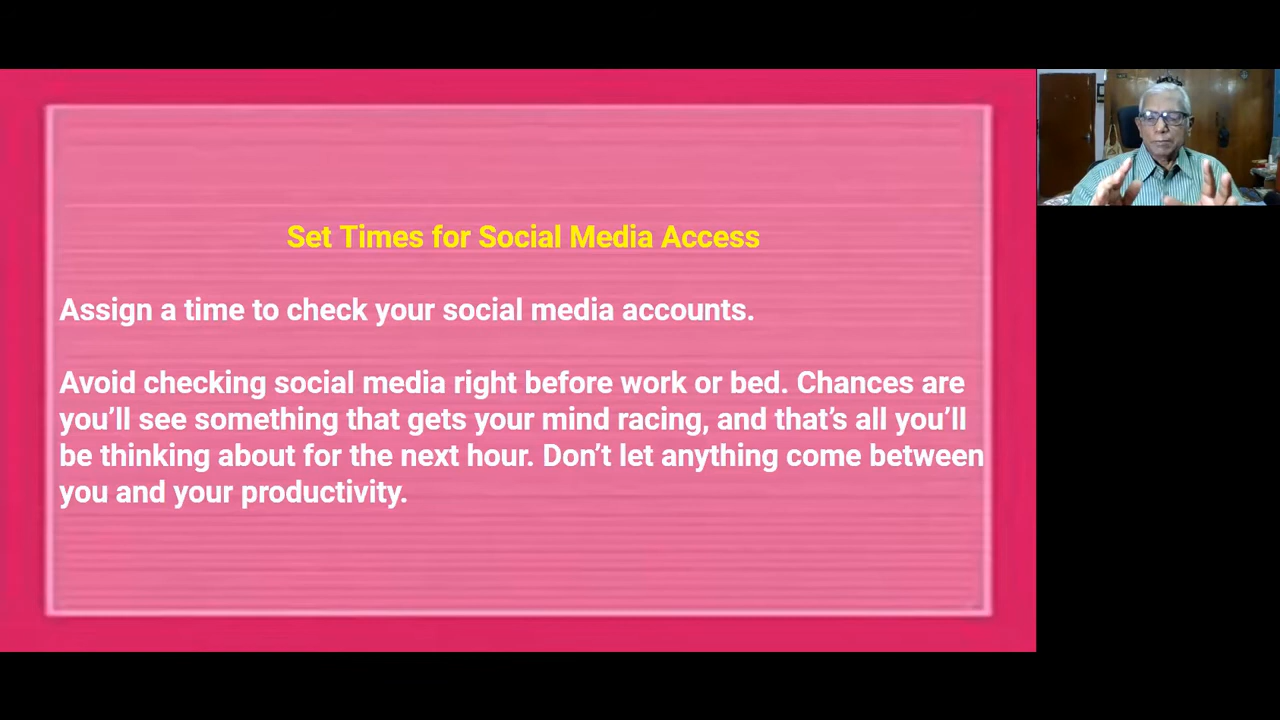 Set Times for Social Media Access
Assign a time to check your social media accounts.
Avoid checking social media right before work or bed. Chances are
you’ll see something that gets your mind racing, and that’s all you’ll
be thinking about for the next hour. Don’t let anything come between
you and your productivity.